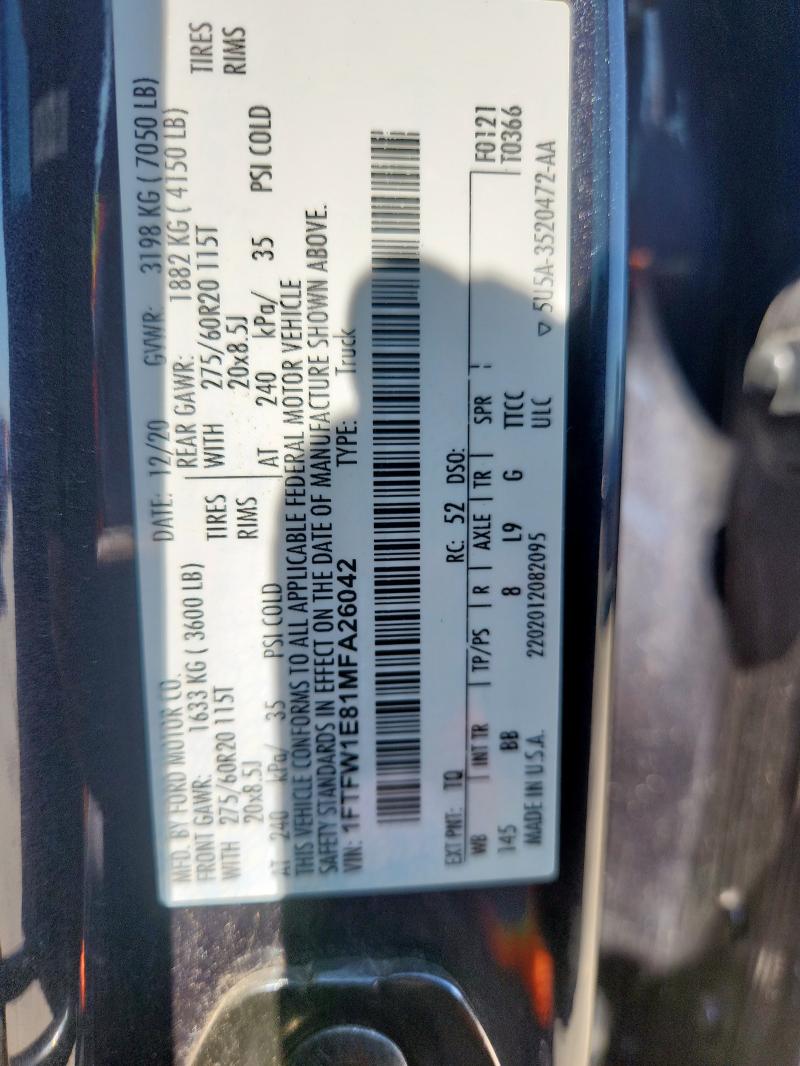 MFD. BY FORD MOTOR CO.
DATE: 12/20 GVWR: 3198 KG ( 7050 LB)
FRONT GAWR: 1633 KG ( 3600 LB)
REAR GAWR: 1882 KG ( 4150 LB)
WITH 275/60R20 115T TIRES
WITH 275/60R20 115T TIRES
20x8.5J RIMS
20x8.5J RIMS
AT 240 kPa/ 35 PSI COLD
AT 240 kPa/ 35 PSI COLD
THIS VEHICLE CONFORMS TO ALL APPLICABLE FEDERAL MOTOR VEHICLE
SAFETY STANDARDS IN EFFECT ON THE DATE OF MANUFACTURE SHOWN ABOVE.
VIN: 1FTFW1E81MFA26042 TYPE: Truck
EXT PNT: TQ RC: 52 DSO:
WB INT TR TP/PS R AXLE TR SPR F0121
145 BB 8 L9 G TTCC T0366
MADE IN U.S.A. 2202012082095 ULC ▽ 5U5A-3520472-AA